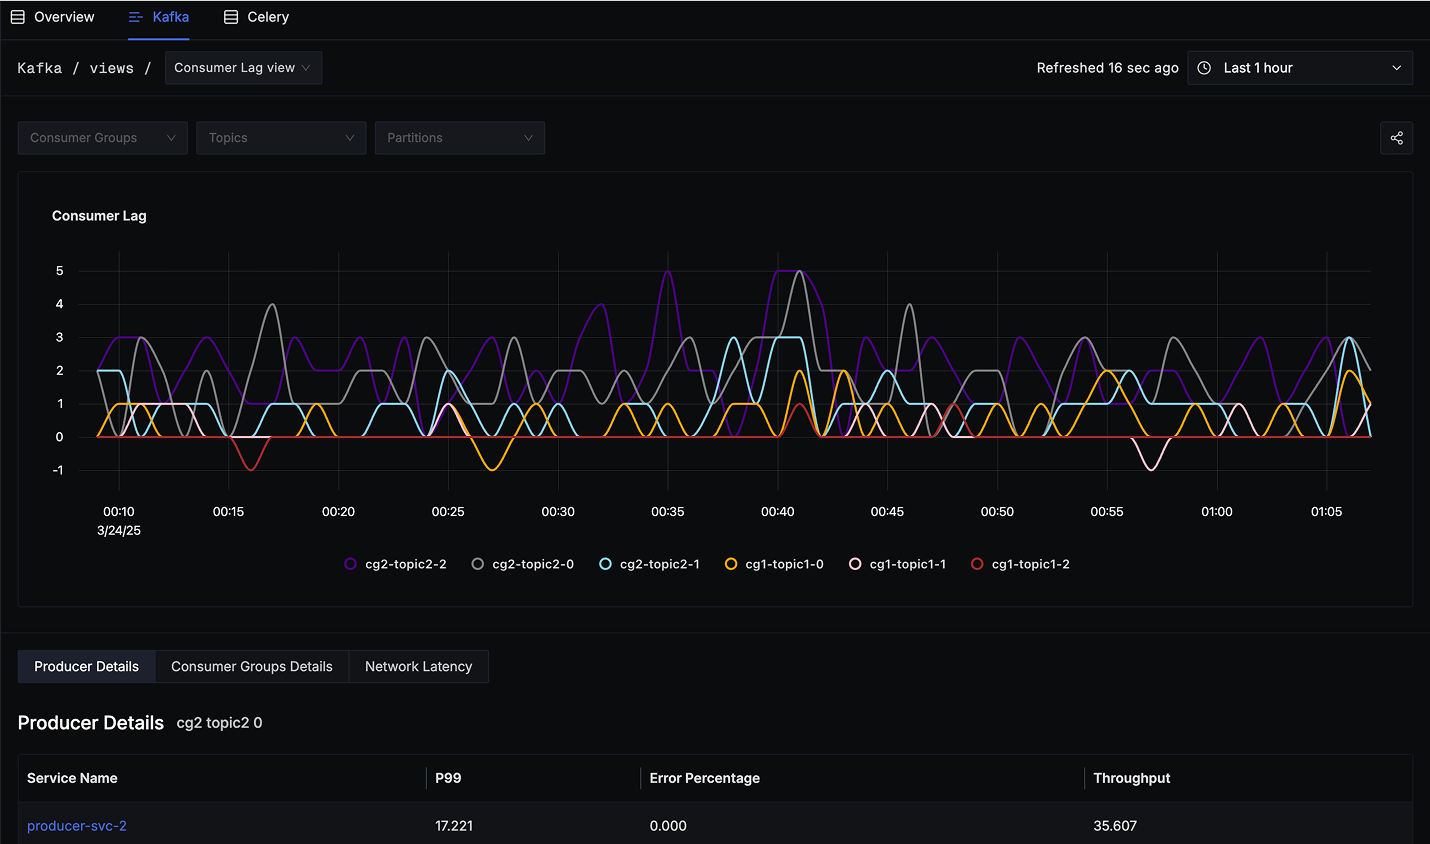 Overview Kafka Celery
Kafka / views / Consumer Lag view Refreshed 16 sec ago Last 1 hour
Consumer Groups Topics Partitions
Consumer Lag
5
4
3
2
1
0
-1
00:10 00:15 00:20 00:25 00:30 00:35 00:40 00:45 00:50 00:55 01:00 01:05
3/24/25
cg2-topic2-2 cg2-topic2-0 cg2-topic2-1 cg1-topic1-0 cg1-topic1-1 cg1-topic1-2
Producer Details Consumer Groups Details Network Latency
Producer Details cg2 topic2 0
Service Name P99 Error Percentage Throughput
producer-svc-2 17.221 0.000 35.607